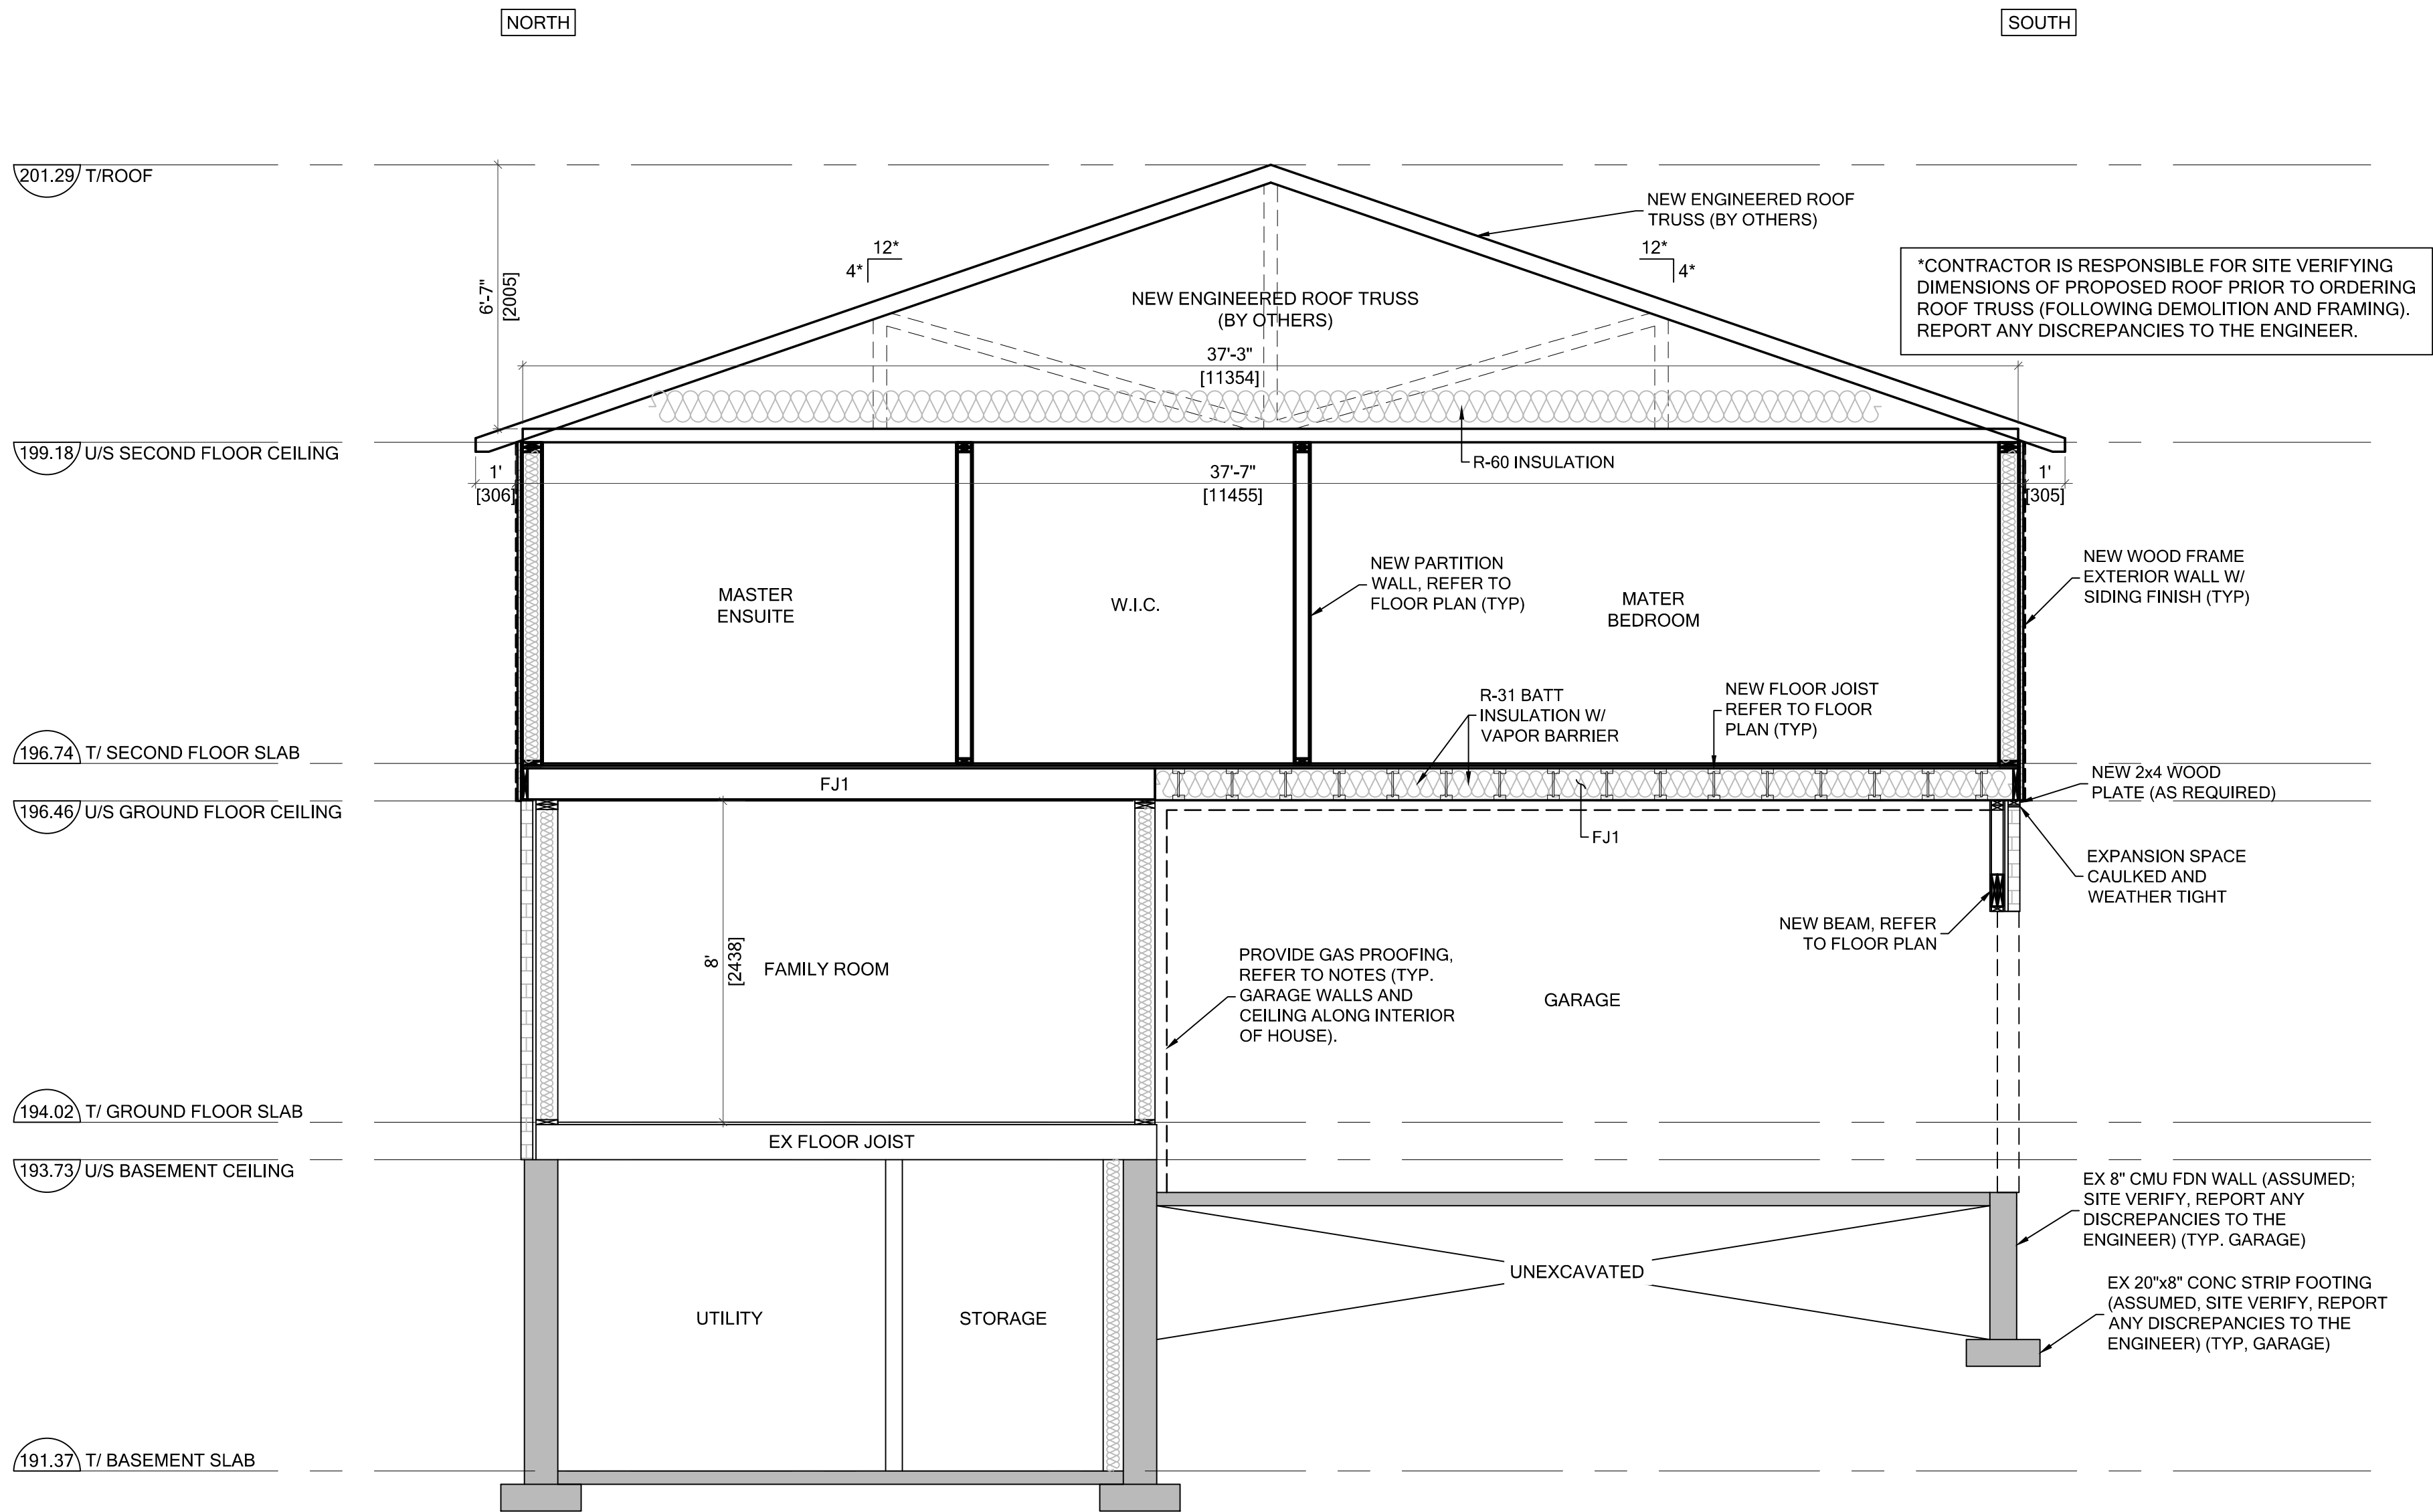 NORTH
SOUTH
201.29 T/ROOF
NEW ENGINEERED ROOF
TRUSS (BY OTHERS)
12*
4*
12*
4*
*CONTRACTOR IS RESPONSIBLE FOR SITE VERIFYING
DIMENSIONS OF PROPOSED ROOF PRIOR TO ORDERING
ROOF TRUSS (FOLLOWING DEMOLITION AND FRAMING).
REPORT ANY DISCREPANCIES TO THE ENGINEER.
6'-7"
[2005]
NEW ENGINEERED ROOF TRUSS
(BY OTHERS)
37'-3"
[11354]
199.18 U/S SECOND FLOOR CEILING
R-60 INSULATION
1'
[306]
37'-7"
[11455]
1'
[305]
NEW PARTITION
WALL, REFER TO
FLOOR PLAN (TYP)
NEW WOOD FRAME
EXTERIOR WALL W/
SIDING FINISH (TYP)
MASTER
ENSUITE
W.I.C.
MATER
BEDROOM
R-31 BATT
INSULATION W/
VAPOR BARRIER
NEW FLOOR JOIST
REFER TO FLOOR
PLAN (TYP)
196.74 T/ SECOND FLOOR SLAB
FJ1
NEW 2x4 WOOD
PLATE (AS REQUIRED)
196.46 U/S GROUND FLOOR CEILING
FJ1
EXPANSION SPACE
CAULKED AND
WEATHER TIGHT
NEW BEAM, REFER
TO FLOOR PLAN
8'
[2438]
FAMILY ROOM
PROVIDE GAS PROOFING,
REFER TO NOTES (TYP.
GARAGE WALLS AND
CEILING ALONG INTERIOR
OF HOUSE).
GARAGE
194.02 T/ GROUND FLOOR SLAB
EX FLOOR JOIST
193.73 U/S BASEMENT CEILING
EX 8" CMU FDN WALL (ASSUMED;
SITE VERIFY, REPORT ANY
DISCREPANCIES TO THE
ENGINEER) (TYP. GARAGE)
UNEXCAVATED
EX 20"x8" CONC STRIP FOOTING
(ASSUMED, SITE VERIFY, REPORT
ANY DISCREPANCIES TO THE
ENGINEER) (TYP, GARAGE)
UTILITY
STORAGE
191.37 T/ BASEMENT SLAB